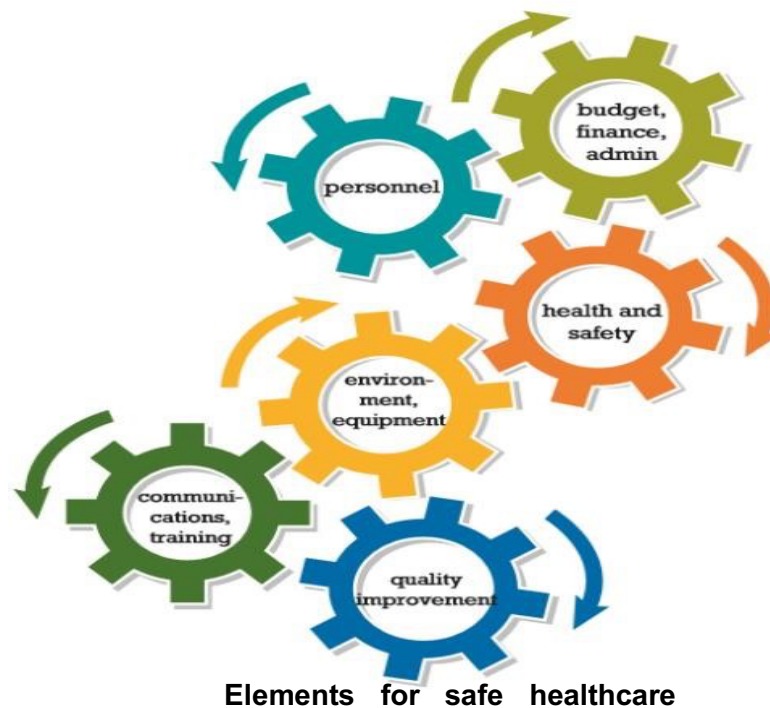 budget,
finance,
admin
personnel
health and
safety
environ-
ment,
equipment
communi-
cations,
training
quality
improvement
Elements for safe healthcare